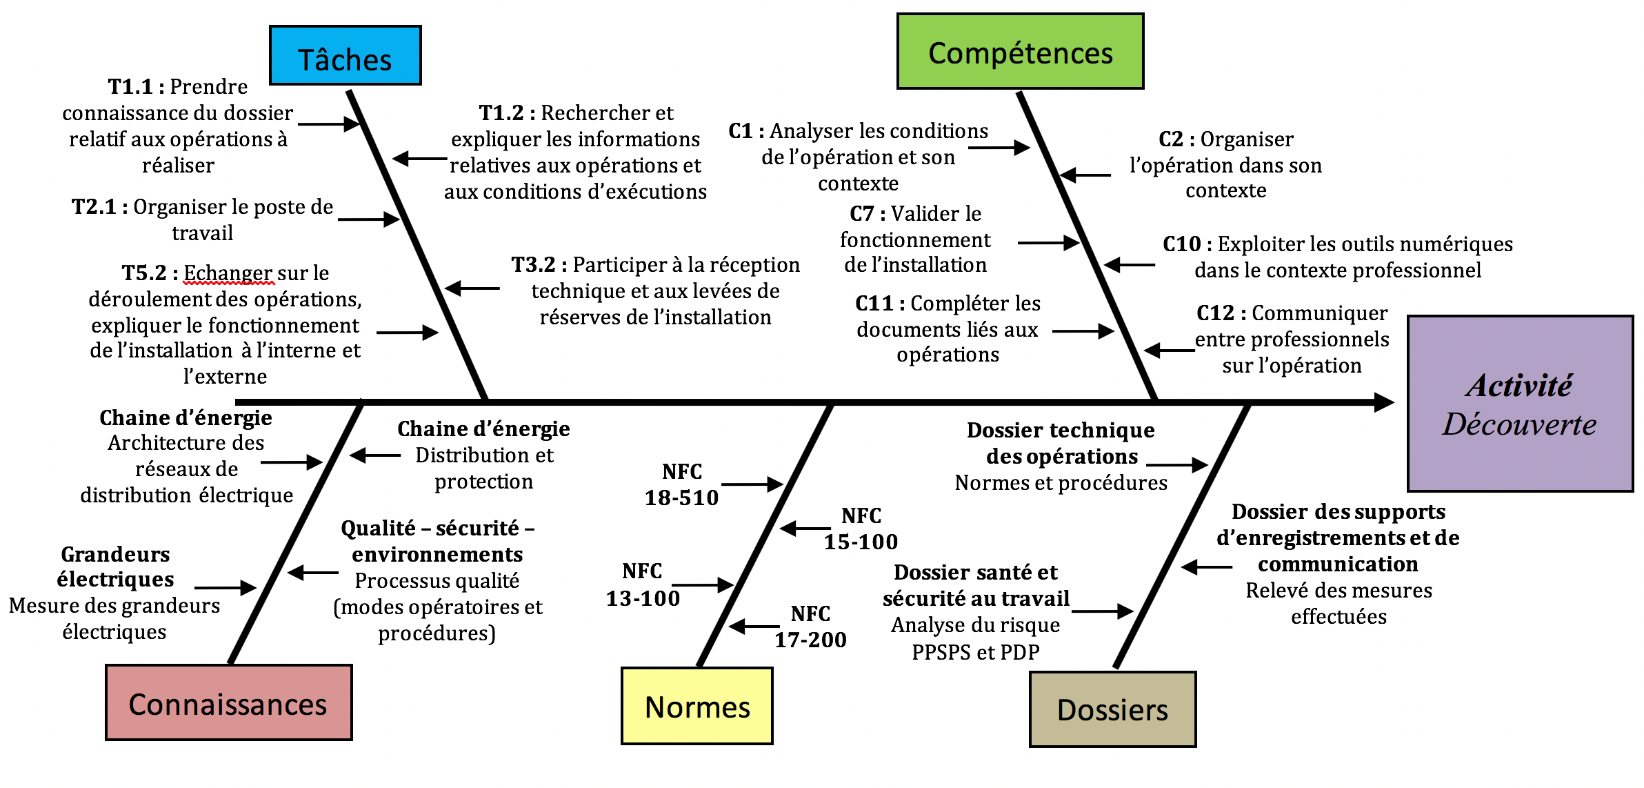 Tâches
T1.1 : Prendre
connaissance du dossier
relatif aux opérations à
réaliser
T1.2 : Rechercher et
expliquer les informations
relatives aux opérations et
aux conditions d'exécutions
T2.1 : Organiser le poste de
travail
T5.2 : Echanger sur le
déroulement des opérations,
expliquer le fonctionnement
de l'installation à l'interne et
l'externe
T3.2 : Participer à la réception
technique et aux levées de
réserves de l'installation
Compétences
C1 : Analyser les conditions
de l'opération et son
contexte
C2 : Organiser
l'opération dans son
contexte
C7 : Valider le
fonctionnement
de l'installation
C10 : Exploiter les outils numériques
dans le contexte professionnel
C11 : Compléter les
documents liés aux
opérations
C12 : Communiquer
entre professionnels
sur l'opération
Activité
Découverte
Chaine d'énergie
Architecture des
réseaux de
distribution électrique
Chaine d'énergie
Distribution et
protection
Grandeurs
électriques
Mesure des grandeurs
électriques
Qualité – sécurité –
environnements
Processus qualité
(modes opératoires et
procédures)
Connaissances
NFC
18-510
NFC
15-100
NFC
13-100
NFC
17-200
Normes
Dossier technique
des opérations
Normes et procédures
Dossier des supports
d'enregistrements et de
communication
Relevé des mesures
effectuées
Dossier santé et
sécurité au travail
Analyse du risque
PPSPS et PDP
Dossiers